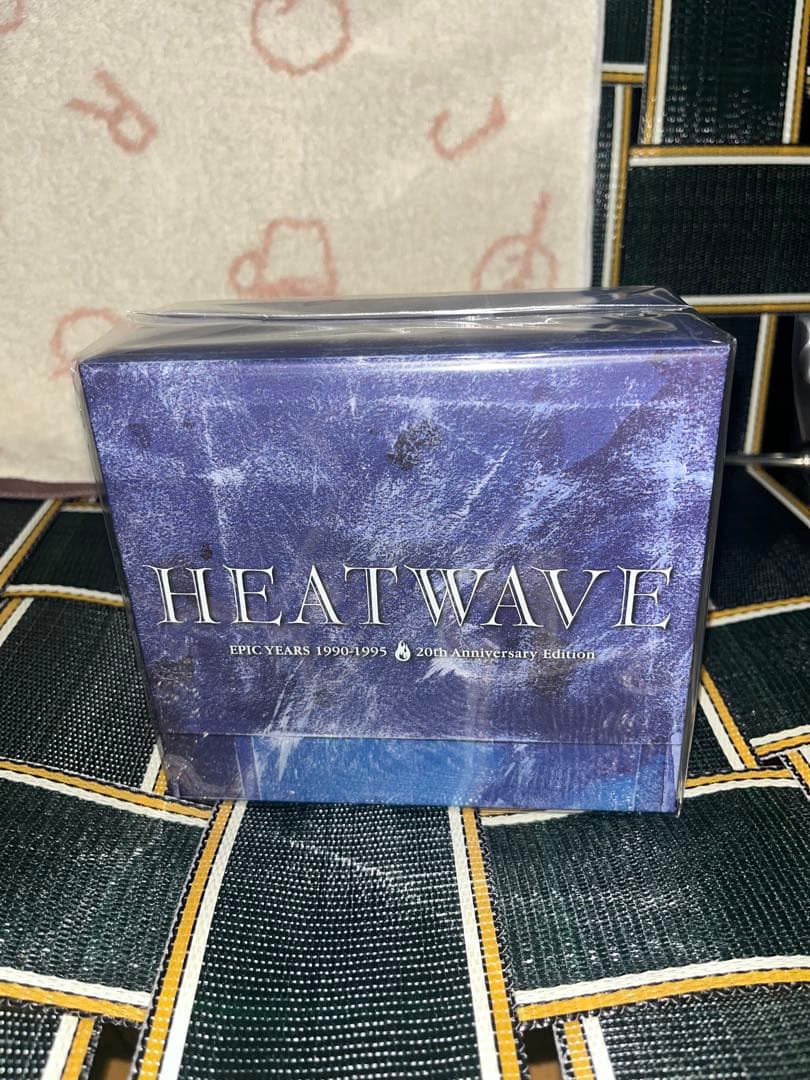 HEATWAVE
EPIC YEARS 1990-1995 20th Anniversary Edition